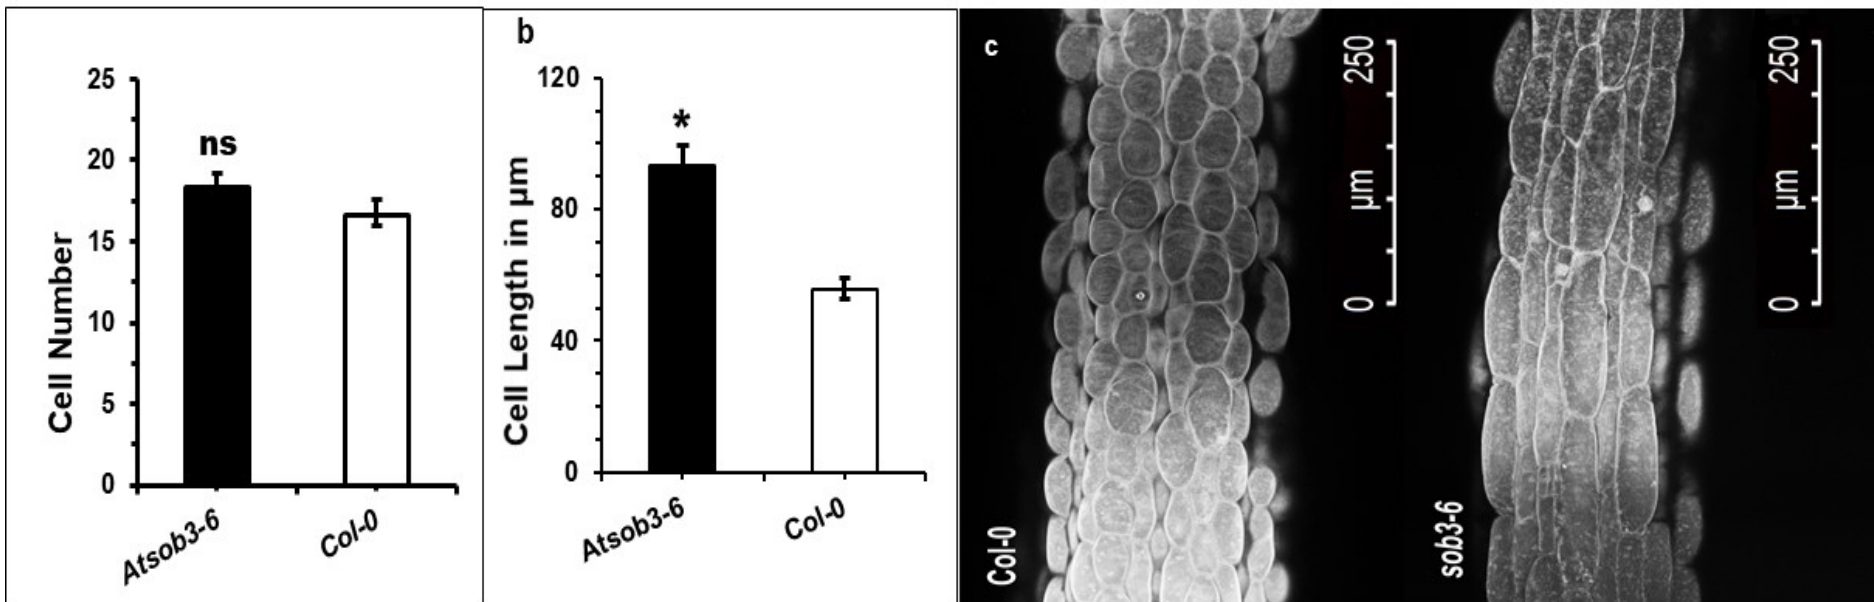 25
20
15
10
5
0
Cell Number
ns
Atsob3-6
Col-0
b
120
80
40
0
Cell Length in µm
*
Atsob3-6
Col-0
c
250
µm
0
Col-0
250
µm
0
sob3-6